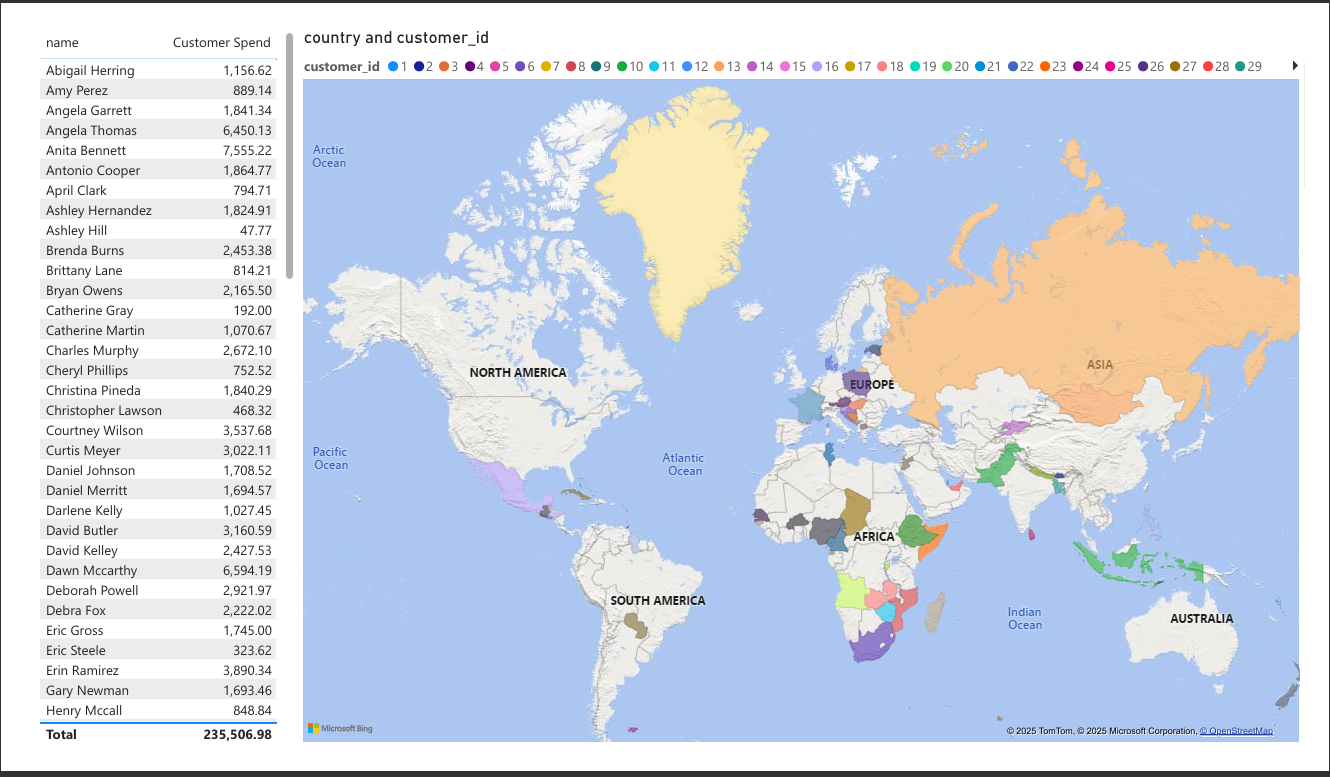 name Customer Spend
Abigail Herring 1,156.62
Amy Perez 889.14
Angela Garrett 1,841.34
Angela Thomas 6,450.13
Anita Bennett 7,555.22
Antonio Cooper 1,864.77
April Clark 794.71
Ashley Hernandez 1,824.91
Ashley Hill 47.77
Brenda Burns 2,453.38
Brittany Lane 814.21
Bryan Owens 2,165.50
Catherine Gray 192.00
Catherine Martin 1,070.67
Charles Murphy 2,672.10
Cheryl Phillips 752.52
Christina Pineda 1,840.29
Christopher Lawson 468.32
Courtney Wilson 3,537.68
Curtis Meyer 3,022.11
Daniel Johnson 1,708.52
Daniel Merritt 1,694.57
Darlene Kelly 1,027.45
David Butler 3,160.59
David Kelley 2,427.53
Dawn Mccarthy 6,594.19
Deborah Powell 2,921.97
Debra Fox 2,222.02
Eric Gross 1,745.00
Eric Steele 323.62
Erin Ramirez 3,890.34
Gary Newman 1,693.46
Henry Mccall 848.84
Total 235,506.98
country and customer_id
customer_id 1 2 3 4 5 6 7 8 9 10 11 12 13 14 15 16 17 18 19 20 21 22 23 24 25 26 27 28 29
Arctic
Ocean
NORTH AMERICA
EUROPE
ASIA
Pacific
Ocean
Atlantic
Ocean
AFRICA
SOUTH AMERICA
Indian
Ocean
AUSTRALIA
Microsoft Bing
© 2025 TomTom, © 2025 Microsoft Corporation, © OpenStreetMap